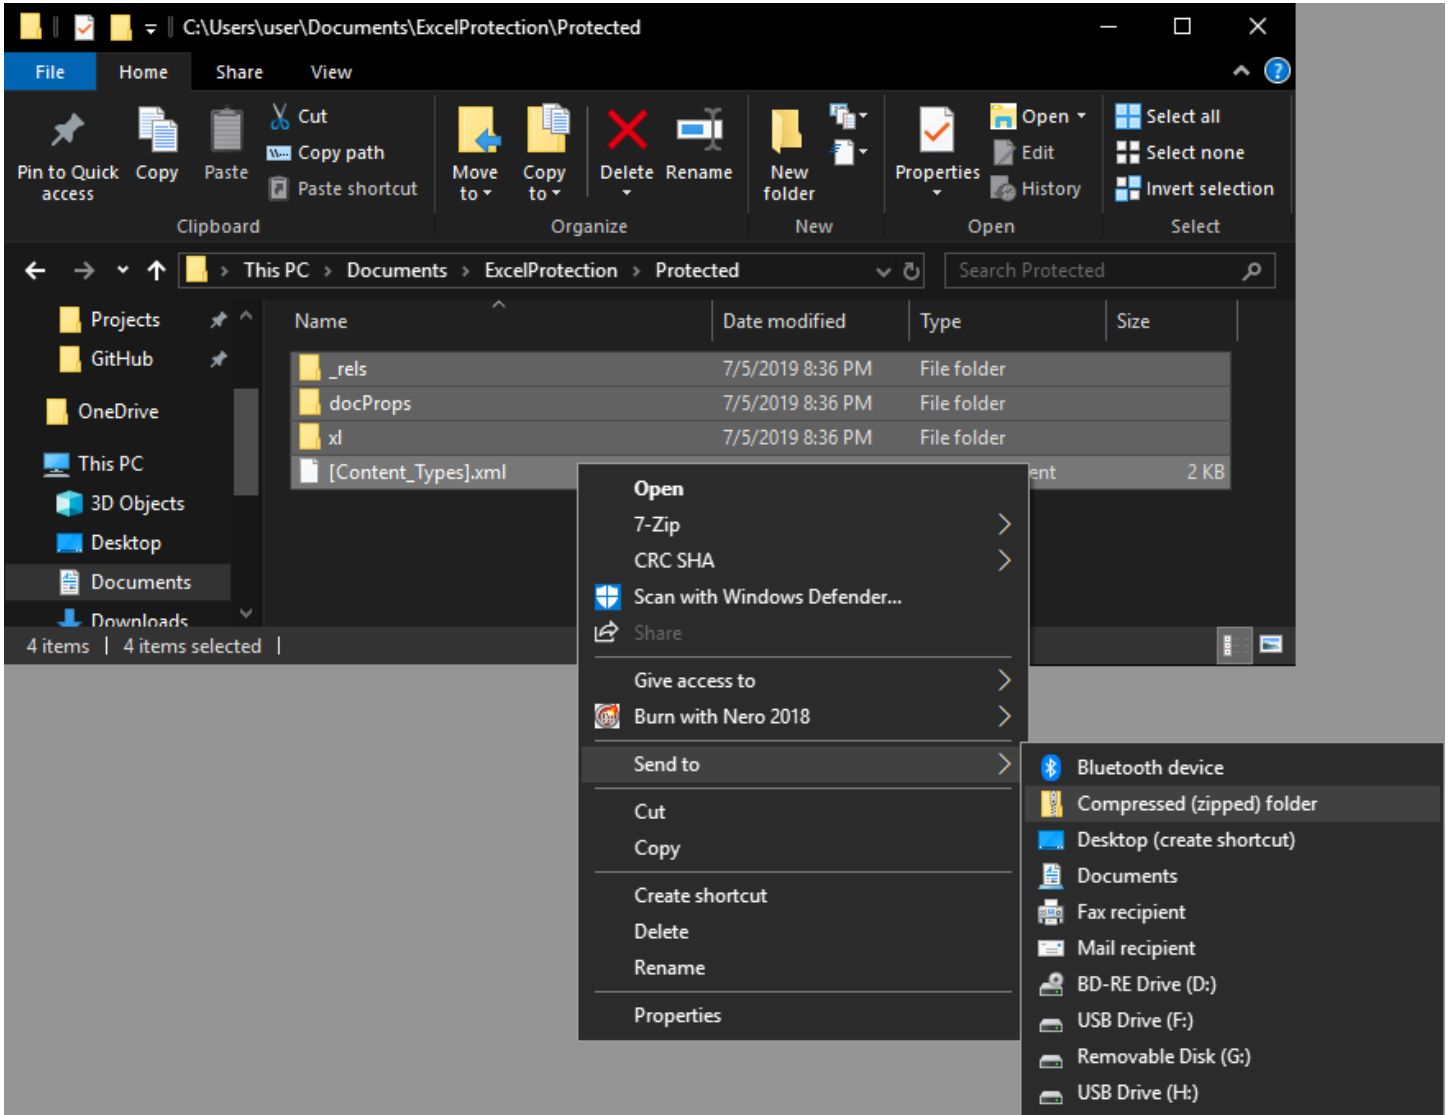 C:\Users\user\Documents\ExcelProtection\Protected
File Home Share View
Pin to Quick access
Copy
Paste
Cut
Copy path
Paste shortcut
Clipboard
Move to
Copy to
Delete
Rename
Organize
New folder
New
Properties
Open
Edit
History
Open
Select all
Select none
Invert selection
Select
This PC > Documents > ExcelProtection > Protected
Search Protected
Projects
GitHub
OneDrive
This PC
3D Objects
Desktop
Documents
Downloads
Name Date modified Type Size
_rels 7/5/2019 8:36 PM File folder
docProps 7/5/2019 8:36 PM File folder
xl 7/5/2019 8:36 PM File folder
[Content_Types].xml ent 2 KB
4 items 4 items selected
Open
7-Zip
CRC SHA
Scan with Windows Defender...
Share
Give access to
Burn with Nero 2018
Send to
Cut
Copy
Create shortcut
Delete
Rename
Properties
Bluetooth device
Compressed (zipped) folder
Desktop (create shortcut)
Documents
Fax recipient
Mail recipient
BD-RE Drive (D:)
USB Drive (F:)
Removable Disk (G:)
USB Drive (H:)